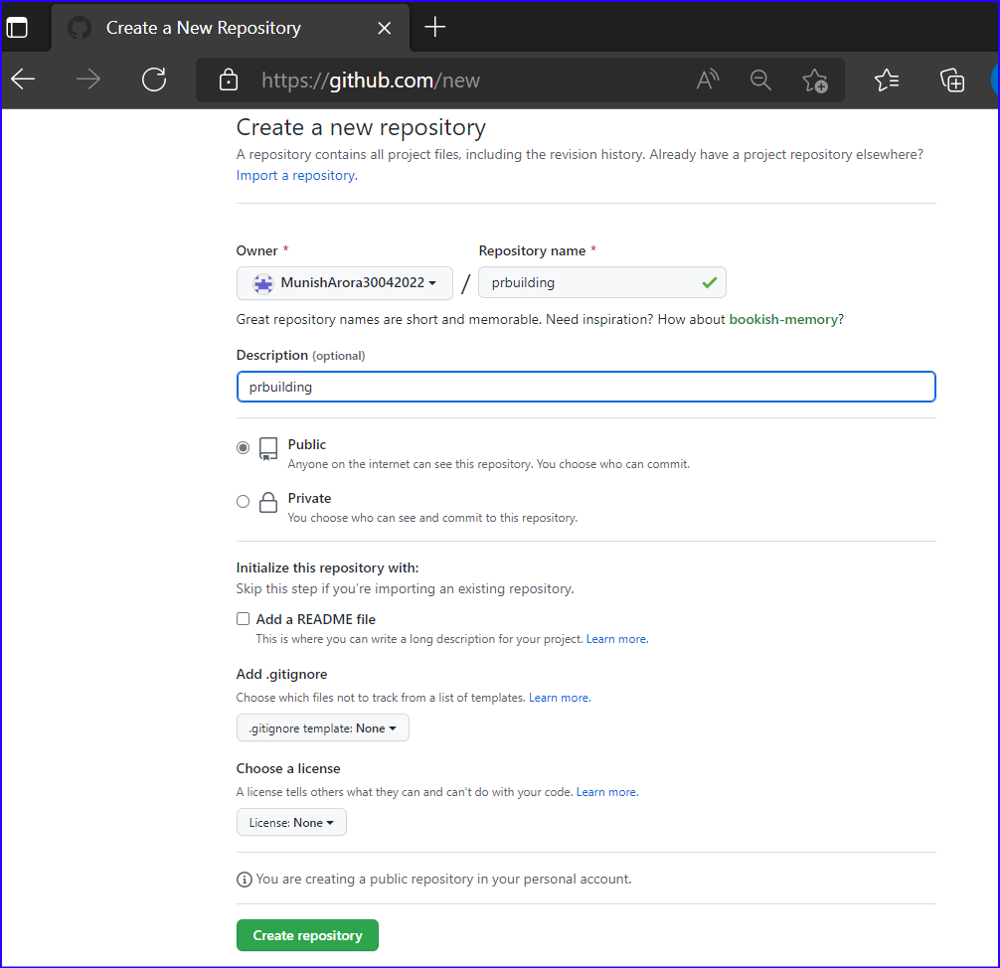 Create a New Repository
https://github.com/new
Create a new repository
A repository contains all project files, including the revision history. Already have a project repository elsewhere?
Import a repository.
Owner * Repository name *
MunishArora30042022 / prbuilding
Great repository names are short and memorable. Need inspiration? How about bookish-memory?
Description (optional)
prbuilding
Public
Anyone on the internet can see this repository. You choose who can commit.
Private
You choose who can see and commit to this repository.
Initialize this repository with:
Skip this step if you're importing an existing repository.
Add a README file
This is where you can write a long description for your project. Learn more.
Add .gitignore
Choose which files not to track from a list of templates. Learn more.
.gitignore template: None
Choose a license
A license tells others what they can and can't do with your code. Learn more.
License: None
You are creating a public repository in your personal account.
Create repository